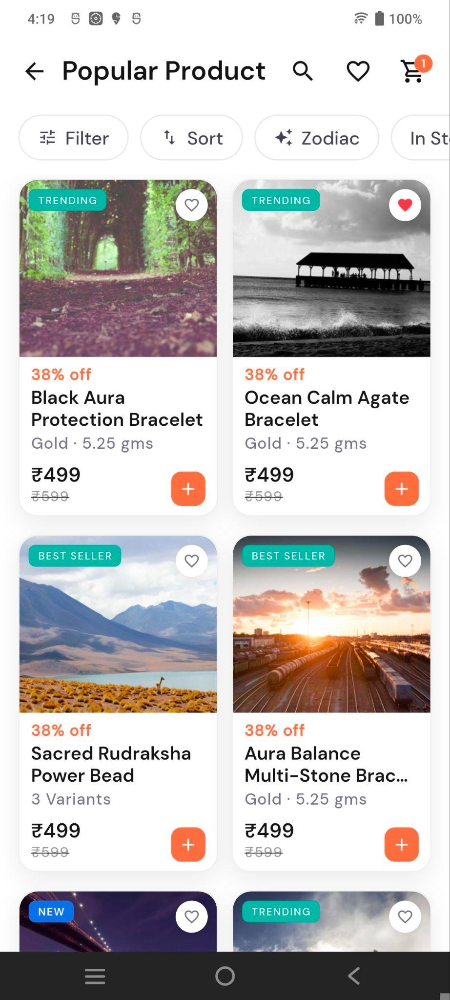 4:19
100%
Popular Product
1
Filter
Sort
Zodiac
In St
TRENDING
TRENDING
38% off
Black Aura
Protection Bracelet
Gold · 5.25 gms
₹499
₹599
38% off
Ocean Calm Agate
Bracelet
Gold · 5.25 gms
₹499
₹599
BEST SELLER
BEST SELLER
38% off
Sacred Rudraksha
Power Bead
3 Variants
₹499
₹599
38% off
Aura Balance
Multi-Stone Brac...
Gold · 5.25 gms
₹499
₹599
NEW
TRENDING